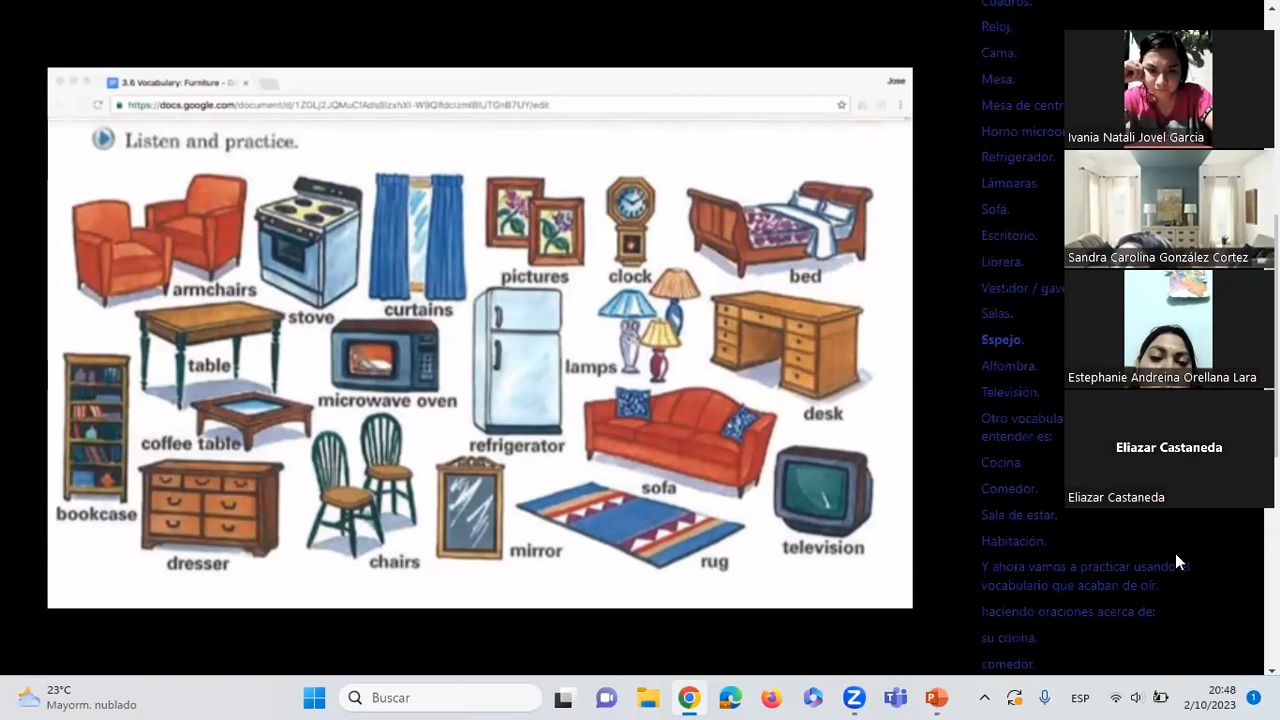 3.6 Vocabulary: Furniture - Go
Jose
Listen and practice.
armchairs
stove
curtains
pictures
clock
bed
table
microwave oven
lamps
desk
coffee table
refrigerator
sofa
bookcase
dresser
chairs
mirror
rug
television
Cuadros.
Reloj.
Cama.
Mesa.
Mesa de centr
Horno microon
Refrigerador.
Lámparas.
Sofá.
Escritorio.
Librera.
Vestidor / gave
Salas.
Espejo.
Alfombra.
Televisión.
Otro vocabula
entender es:
Cocina.
Comedor.
Sala de estar.
Habitación.
Y ahora vamos a practicar usando el
vocabulario que acaban de oír,
haciendo oraciones acerca de:
su cocina,
comedor,
Ivania Natali Jovel Garcia
Sandra Carolina González Cortez
Estephanie Andreina Orellana Lara
Eliazar Castaneda
Eliazar Castaneda
23°C
Mayorm. nublado
Buscar
ESP
20:48
2/10/2023
1